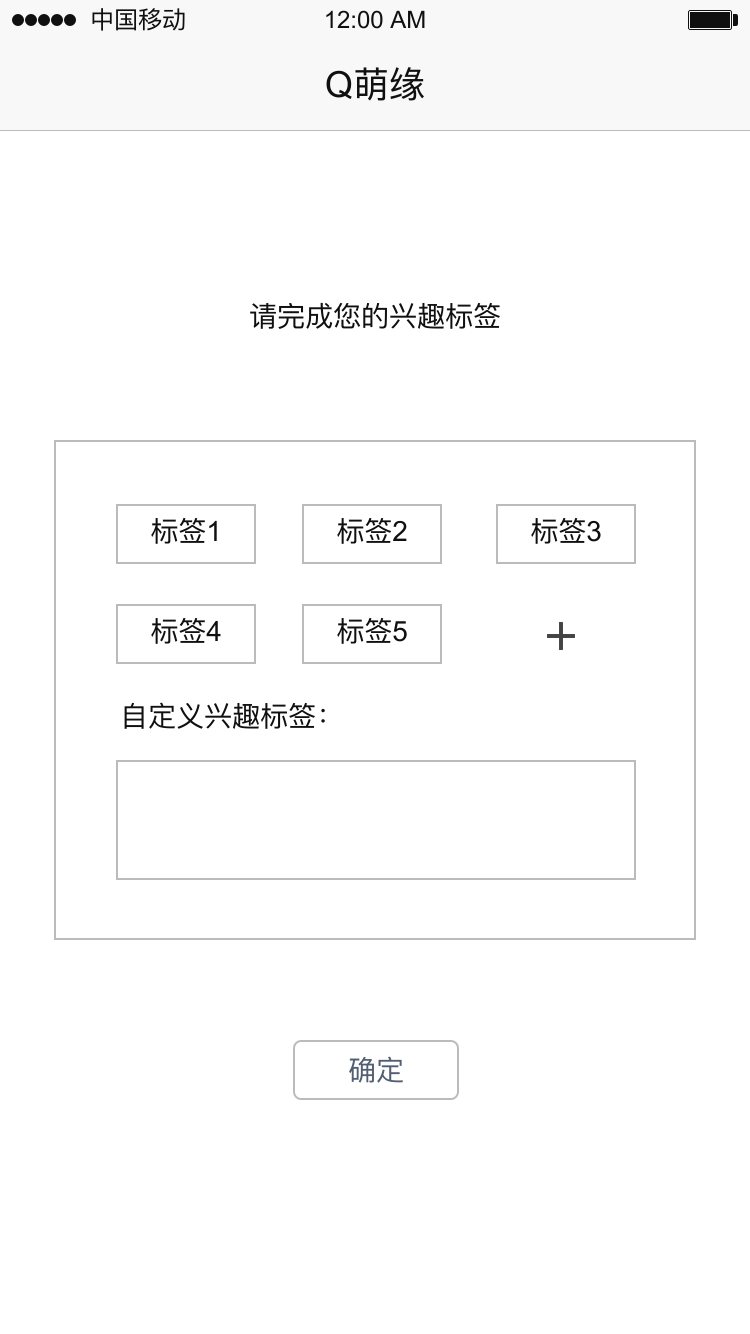 中国移动 12:00 AM
Q萌缘
请完成您的兴趣标签
标签1 标签2 标签3
标签4 标签5 +
自定义兴趣标签：
确定